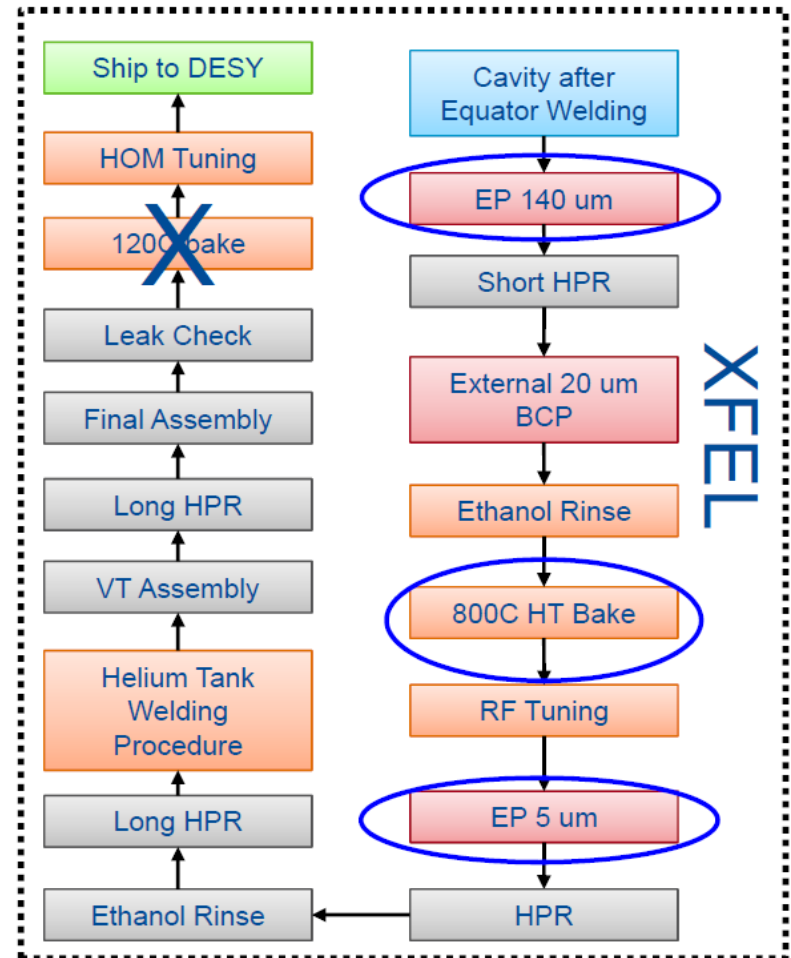 Ship to DESY
HOM Tuning
120C bake
X
Leak Check
Final Assembly
Long HPR
VT Assembly
Helium Tank
Welding
Procedure
Long HPR
Ethanol Rinse
Cavity after
Equator Welding
EP 140 um
Short HPR
External 20 um
BCP
Ethanol Rinse
800C HT Bake
RF Tuning
EP 5 um
HPR
XFEL